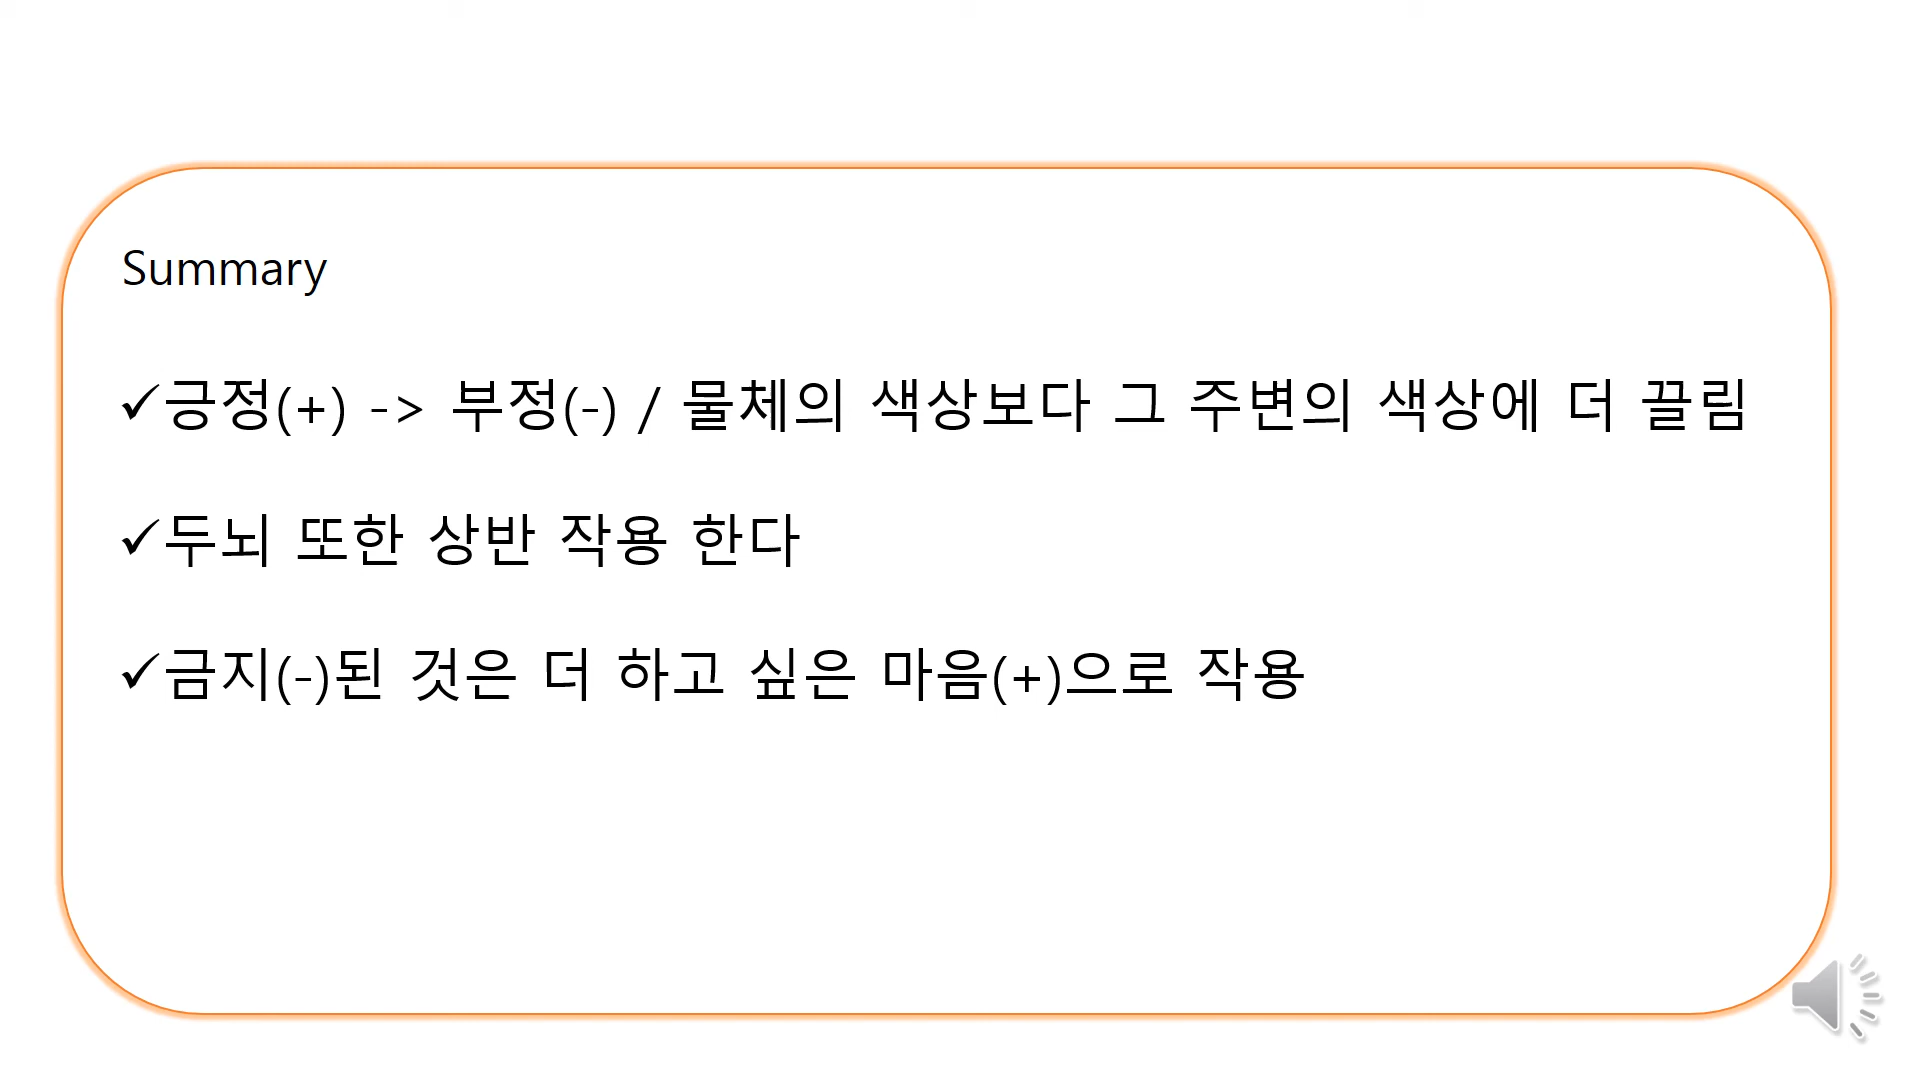 Summary
✓긍정(+) -> 부정(-) / 물체의 색상보다 그 주변의 색상에 더 끌림
✓두뇌 또한 상반 작용 한다
✓금지(-)된 것은 더 하고 싶은 마음(+)으로 작용